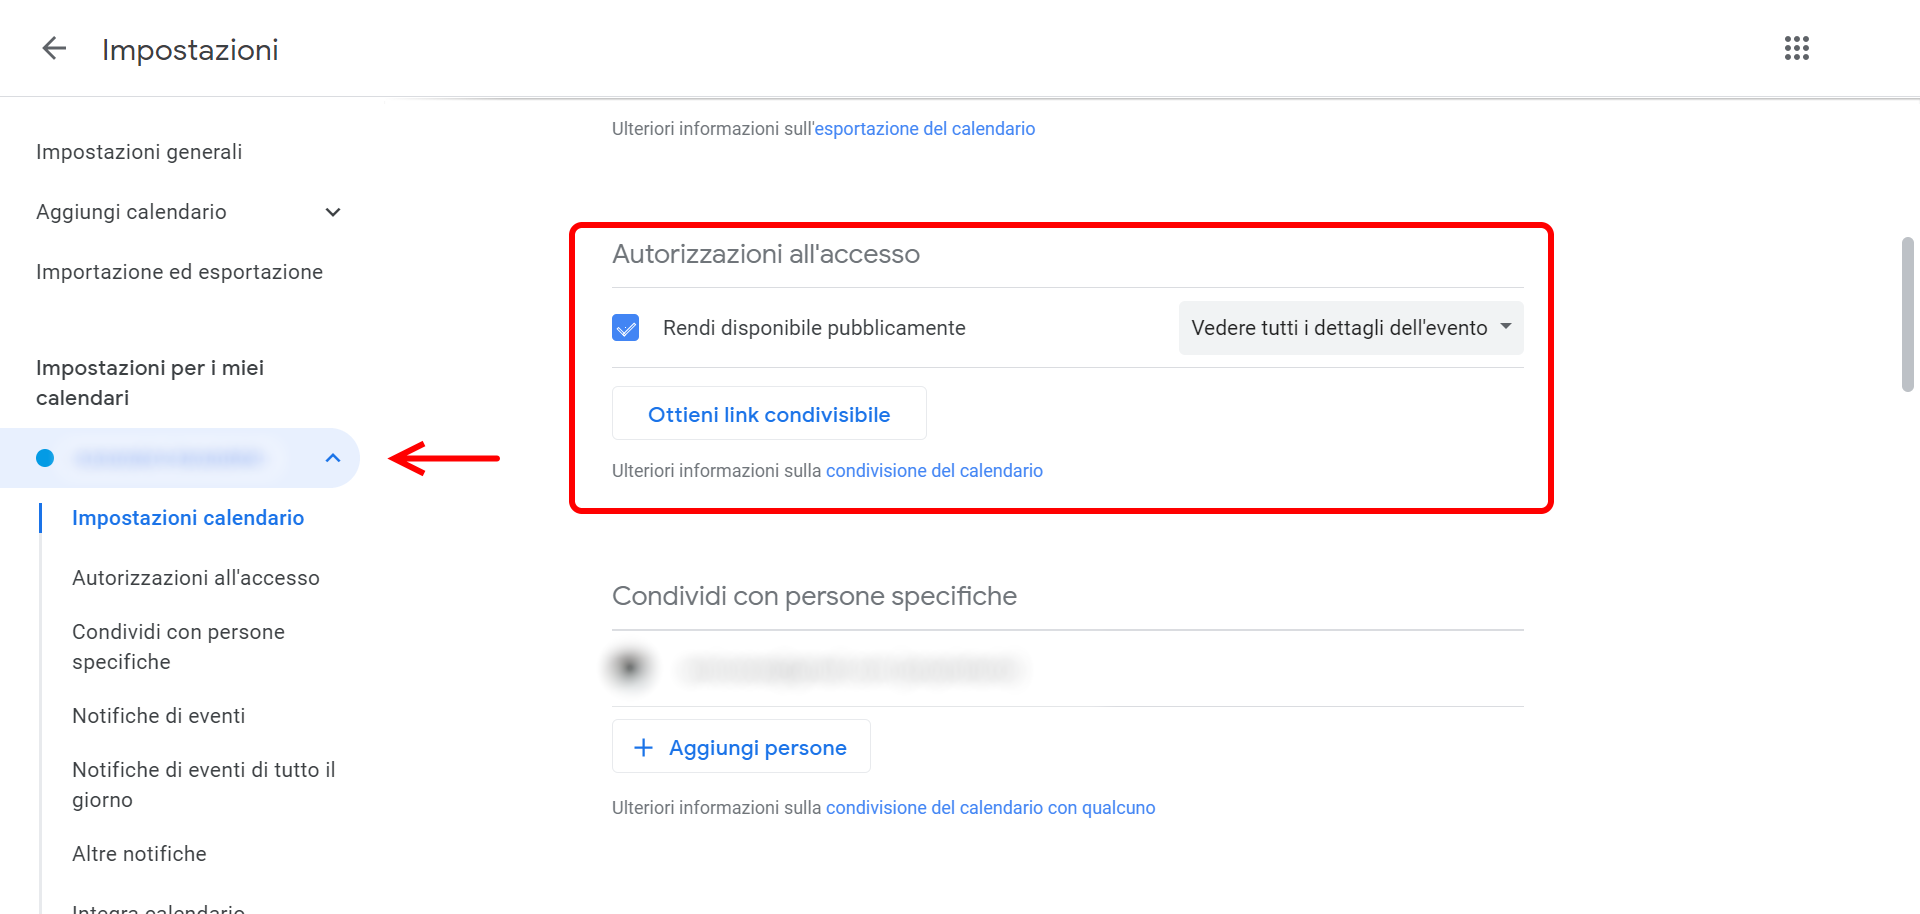 Impostazioni
Impostazioni generali
Aggiungi calendario
Importazione ed esportazione
Impostazioni per i miei
calendari
Impostazioni calendario
Autorizzazioni all'accesso
Condividi con persone
specifiche
Notifiche di eventi
Notifiche di eventi di tutto il
giorno
Altre notifiche
Integra calendario
Ulteriori informazioni sull'esportazione del calendario
Autorizzazioni all'accesso
Rendi disponibile pubblicamente
Vedere tutti i dettagli dell'evento
Ottieni link condivisibile
Ulteriori informazioni sulla condivisione del calendario
Condividi con persone specifiche
Aggiungi persone
Ulteriori informazioni sulla condivisione del calendario con qualcuno